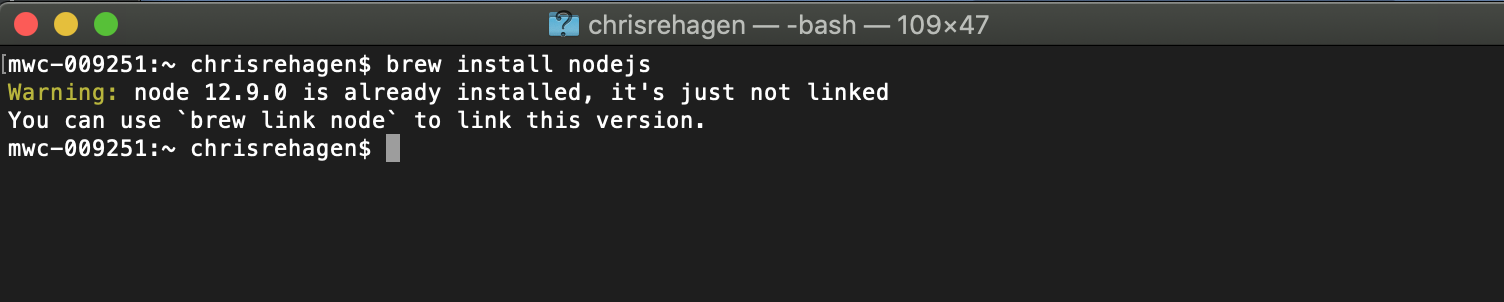 chrisrehagen — -bash — 109×47
[mwc-009251:~ chrisrehagen$ brew install nodejs
Warning: node 12.9.0 is already installed, it's just not linked
You can use `brew link node` to link this version.
mwc-009251:~ chrisrehagen$